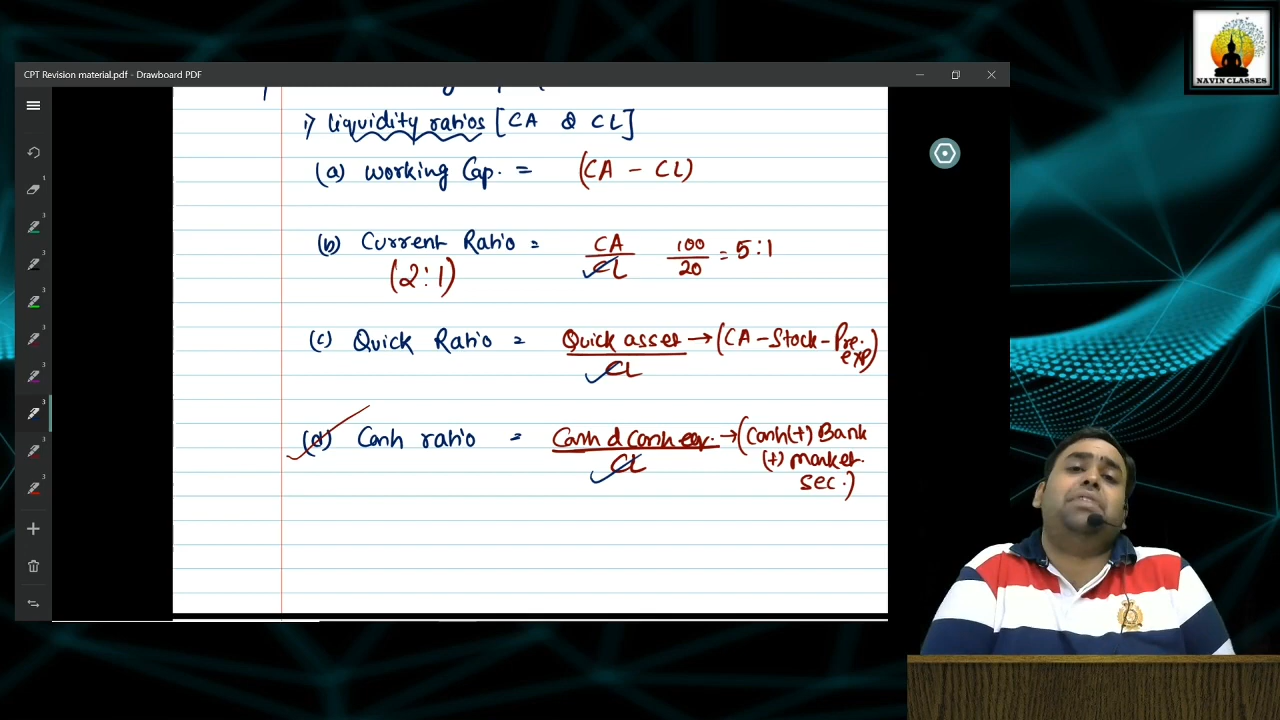 NAVIN CLASSES
CPT Revision material.pdf - Drawboard PDF
i) liquidity ratios [CA & CL]
(a) Working Cap. = (CA - CL)
(b) Current Ratio = CA/CL 100/20 = 5:1
(2:1)
(c) Quick Ratio = Quick asset/CL → (CA - Stock - Pre. exp)
(d) Cash ratio = Cash & Cash eq./CL → (Cash (+) Bank
(+) market.
sec.)